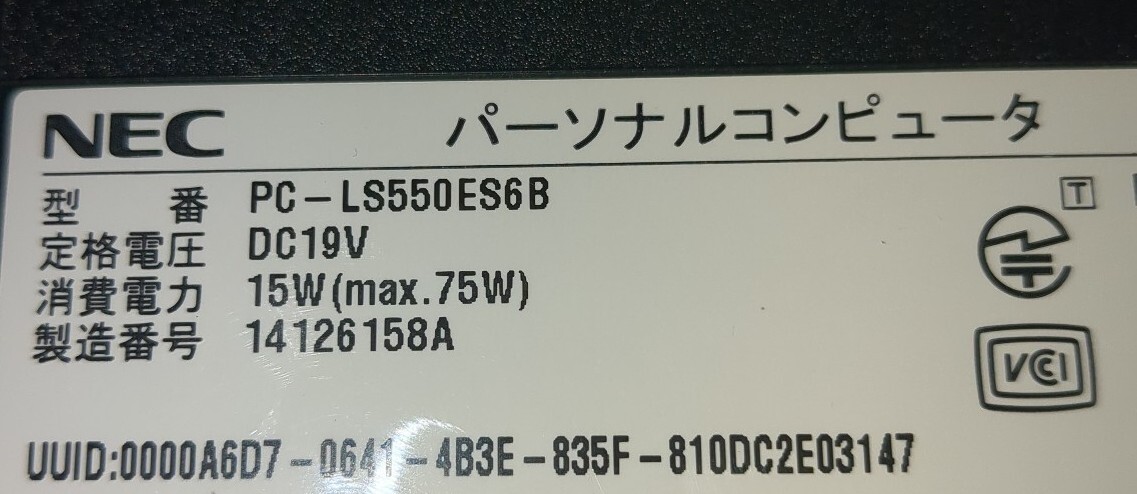 NEC パーソナルコンピュータ
型 番 PC-LS550ES6B
定格電圧 DC19V
消費電力 15W(max.75W)
製造番号 14126158A
T
VCCI
UUID:0000A6D7-0641-4B3E-835F-810DC2E03147